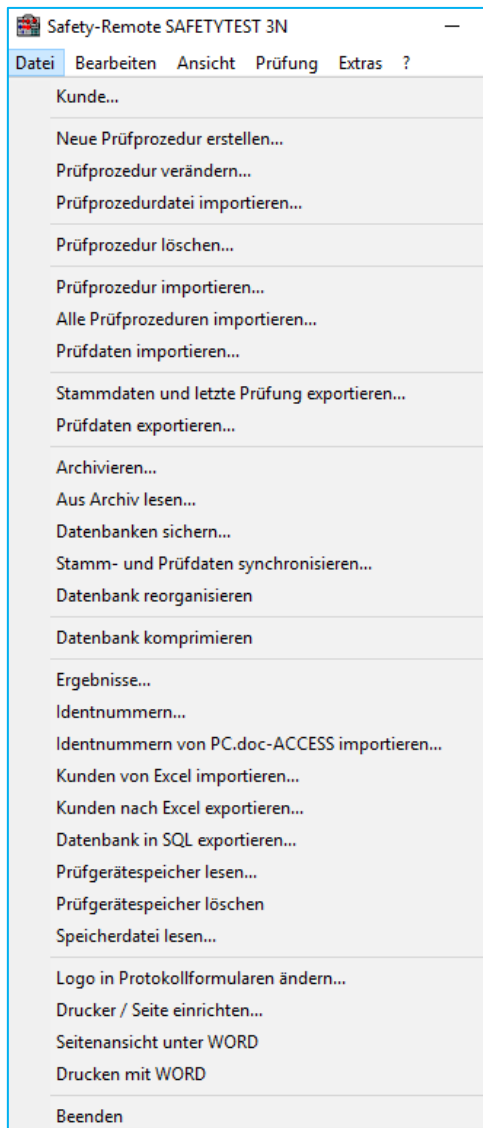 Safety-Remote SAFETYTEST 3N
Datei Bearbeiten Ansicht Prüfung Extras ?
Kunde...
Neue Prüfprozedur erstellen...
Prüfprozedur verändern...
Prüfprozedurdatei importieren...
Prüfprozedur löschen...
Prüfprozedur importieren...
Alle Prüfprozeduren importieren...
Prüfdaten importieren...
Stammdaten und letzte Prüfung exportieren...
Prüfdaten exportieren...
Archivieren...
Aus Archiv lesen...
Datenbanken sichern...
Stamm- und Prüfdaten synchronisieren...
Datenbank reorganisieren
Datenbank komprimieren
Ergebnisse...
Identnummern...
Identnummern von PC.doc-ACCESS importieren...
Kunden von Excel importieren...
Kunden nach Excel exportieren...
Datenbank in SQL exportieren...
Prüfgerätespeicher lesen...
Prüfgerätespeicher löschen
Speicherdatei lesen...
Logo in Protokollformularen ändern...
Drucker / Seite einrichten...
Seitenansicht unter WORD
Drucken mit WORD
Beenden